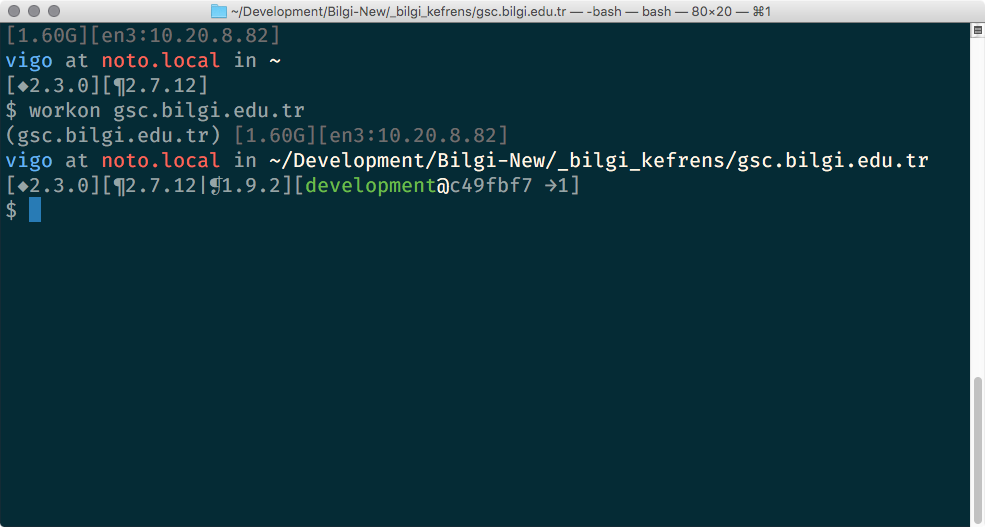 ~/Development/Bilgi-New/_bilgi_kefrens/gsc.bilgi.edu.tr — -bash — bash — 80×20 — ⌘1
[1.60G][en3:10.20.8.82]
vigo at noto.local in ~
[◆2.3.0][¶2.7.12]
$ workon gsc.bilgi.edu.tr
(gsc.bilgi.edu.tr) [1.60G][en3:10.20.8.82]
vigo at noto.local in ~/Development/Bilgi-New/_bilgi_kefrens/gsc.bilgi.edu.tr
[◆2.3.0][¶2.7.12|❡1.9.2][development@c49fbf7 →1]
$